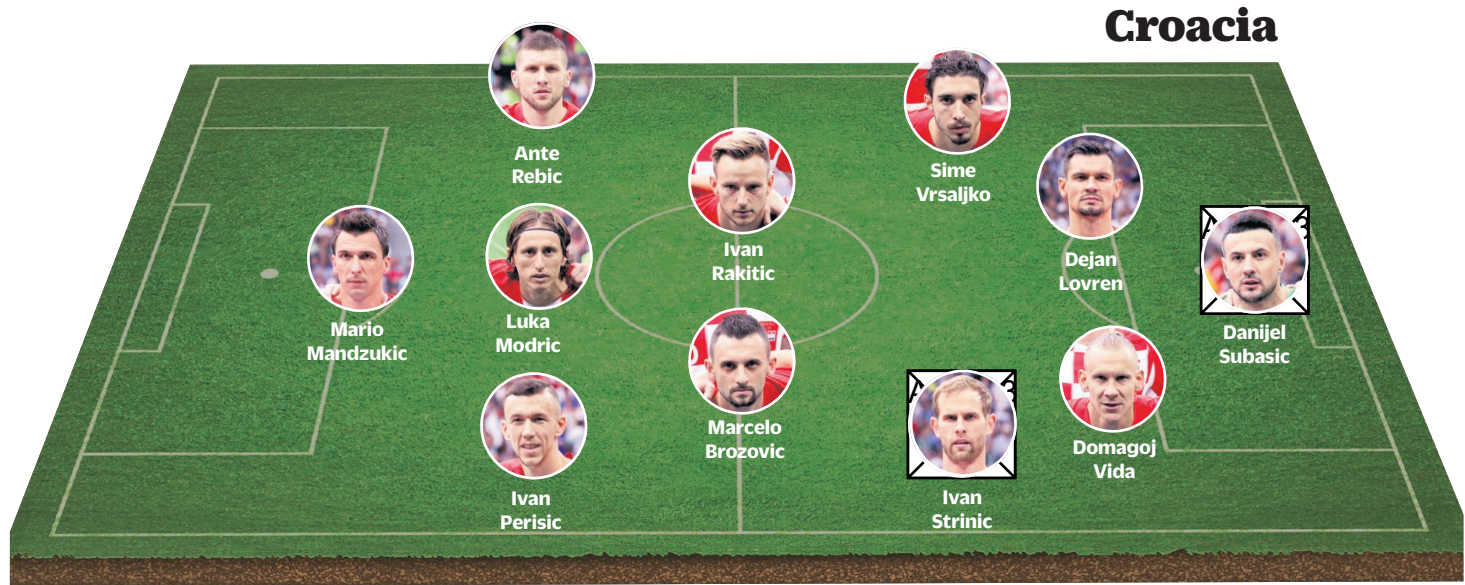 Croacia
Ante
Rebic
Sime
Vrsaljko
Ivan
Rakitic
Dejan
Lovren
Mario
Mandzukic
Luka
Modric
Danijel
Subasic
Marcelo
Brozovic
Domagoj
Vida
Ivan
Perisic
Ivan
Strinic